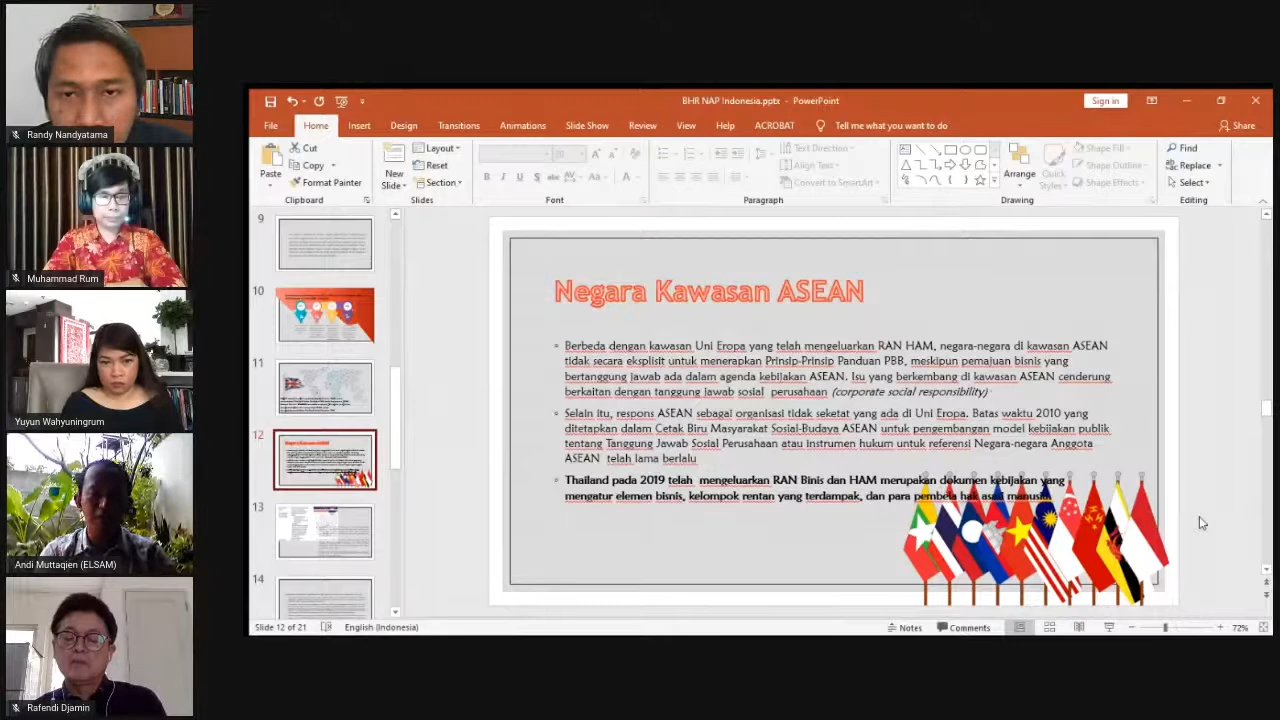 BHR NAP Indonesia.pptx - PowerPoint
Sign in
File Home Insert Design Transitions Animations Slide Show Review View Help ACROBAT Tell me what you want to do Share
Paste
Cut
Copy
Format Painter
Clipboard
New
Slide
Layout
Reset
Section
Slides
20
B I U S abc AV Aa A
Font
Text Direction
Align Text
Convert to SmartArt
Paragraph
Arrange
Quick
Styles
Shape Fill
Shape Outline
Shape Effects
Drawing
Find
Replace
Select
Editing
9
10
11
12
13
14
Negara Kawasan ASEAN
Berbeda dengan kawasan Uni Eropa yang telah mengeluarkan RAN HAM, negara-negara di kawasan ASEAN
tidak secara eksplisit untuk menerapkan Prinsip-Prinsip Panduan PBB, meskipun pemajuan bisnis yang
bertanggung jawab ada dalam agenda kebijakan ASEAN. Isu yang berkembang di kawasan ASEAN cenderung
berkaitan dengan tanggung jawab sosial perusahaan (corporate social responsibility)
Selain itu, respons ASEAN sebagai organisasi tidak seketat yang ada di Uni Eropa. Batas waktu 2010 yang
ditetapkan dalam Cetak Biru Masyarakat Sosial-Budaya ASEAN untuk pengembangan model kebijakan publik
tentang Tanggung Jawab Sosial Perusahaan atau instrumen hukum untuk referensi Negara-negara Anggota
ASEAN telah lama berlalu
Thailand pada 2019 telah mengeluarkan RAN Binis dan HAM merupakan dokumen kebijakan yang
mengatur elemen bisnis, kelompok rentan yang terdampak, dan para pembela hak asasi manusia
Slide 12 of 21 English (Indonesia)
Notes Comments 72%
Randy Nandyatama
Muhammad Rum
Yuyun Wahyuningrum
Andi Muttaqien (ELSAM)
Rafendi Djamin